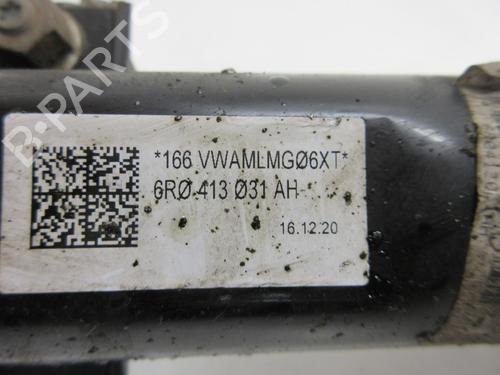 B-PARTS
*166 VWAMLMGØ6XT*
6RØ 413 Ø31 AH
16.12.20